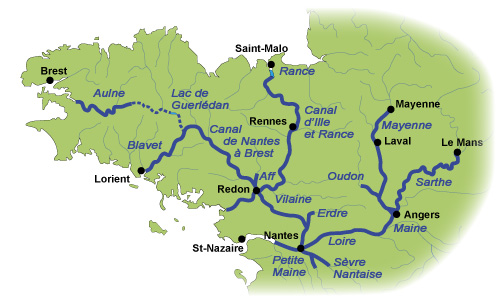 Saint-Malo
Brest
Rance
Aulne
Lac de
Guerlédan
Mayenne
Canal
d'Ille
et Rance
Rennes
Mayenne
Canal
de Nantes
à Brest
Blavet
Laval
Le Mans
Lorient
Aff
Oudon
Sarthe
Redon
Vilaine
Erdre
Angers
Maine
Nantes
Loire
St-Nazaire
Petite
Maine
Sèvre
Nantaise